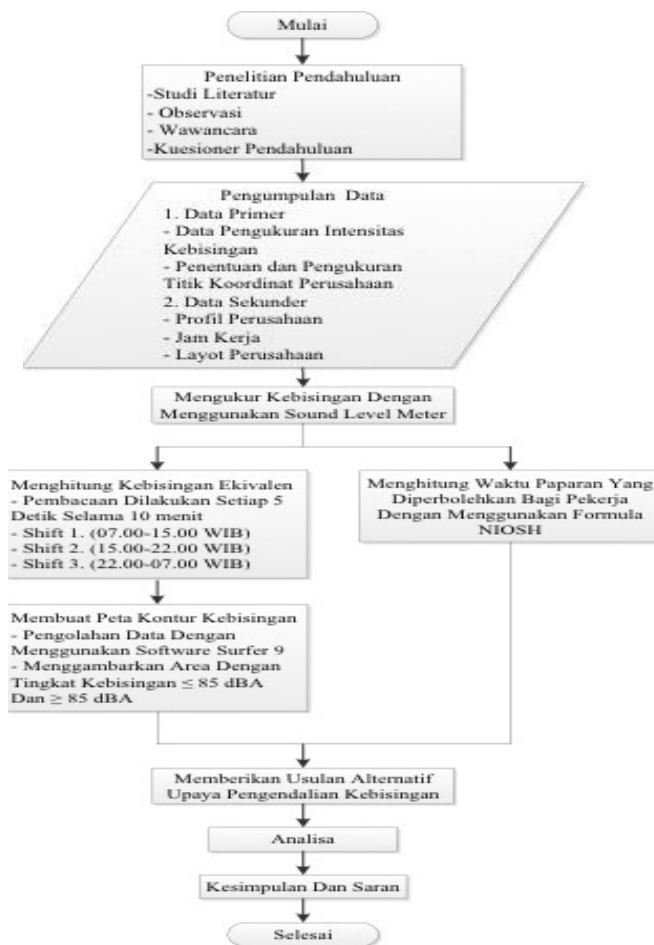 Mulai
Penelitian Pendahuluan
-Studi Literatur
- Observasi
- Wawancara
-Kuesioner Pendahuluan
Pengumpulan Data
1. Data Primer
- Data Pengukuran Intensitas
Kebisingan
- Penentuan dan Pengukuran
Titik Koordinat Perusahaan
2. Data Sekunder
- Profil Perusahaan
- Jam Kerja
- Layot Perusahaan
Mengukur Kebisingan Dengan
Menggunakan Sound Level Meter
Menghitung Kebisingan Ekivalen
- Pembacaan Dilakukan Setiap 5
Detik Selama 10 menit
- Shift 1. (07.00-15.00 WIB)
- Shift 2. (15.00-22.00 WIB)
- Shift 3. (22.00-07.00 WIB)
Menghitung Waktu Paparan Yang
Diperbolehkan Bagi Pekerja
Dengan Menggunakan Formula
NIOSH
Membuat Peta Kontur Kebisingan
- Pengolahan Data Dengan
Menggunakan Software Surfer 9
- Menggambarkan Area Dengan
Tingkat Kebisingan ≤ 85 dBA
Dan ≥ 85 dBA
Memberikan Usulan Alternatif
Upaya Pengendalian Kebisingan
Analisa
Kesimpulan Dan Saran
Selesai